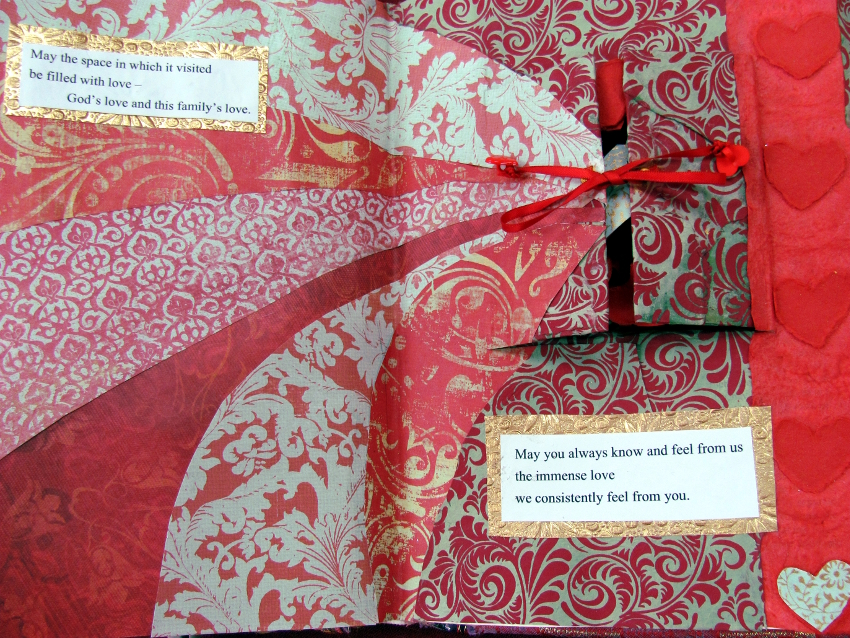 May the space in which it visited
be filled with love –
God's love and this family's love.
May you always know and feel from us
the immense love
we consistently feel from you.